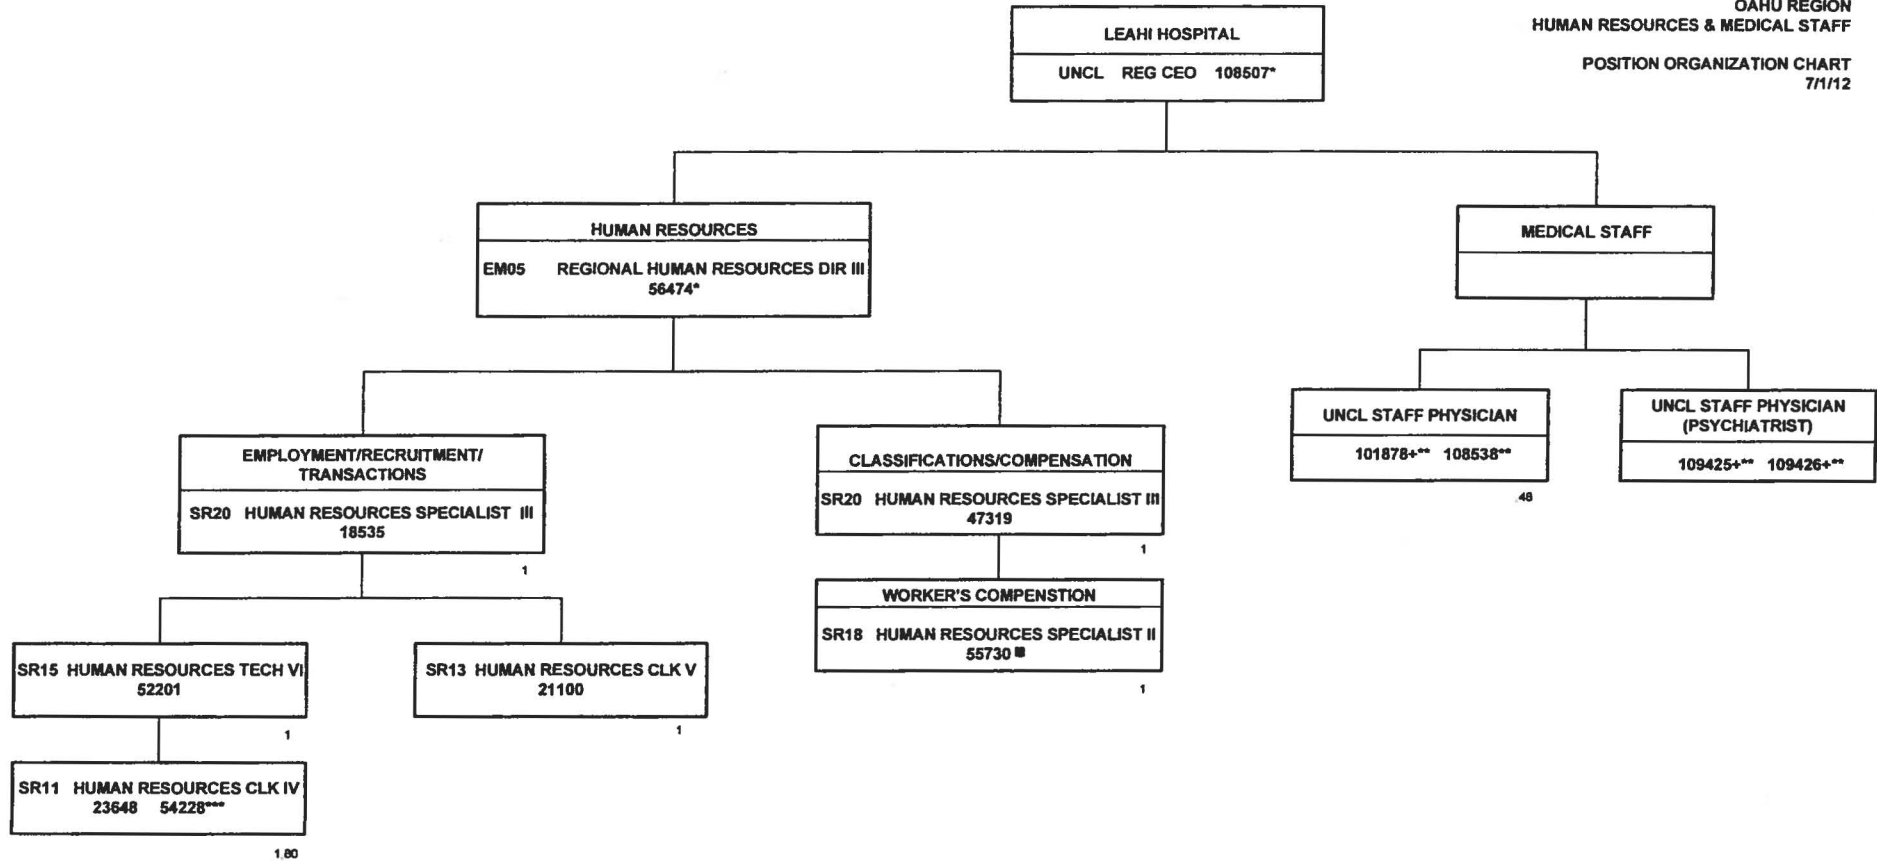 OAHU REGION
HUMAN RESOURCES & MEDICAL STAFF
POSITION ORGANIZATION CHART
7/1/12
LEAHI HOSPITAL
UNCL REG CEO 108507*
HUMAN RESOURCES
EM05 REGIONAL HUMAN RESOURCES DIR III
56474*
MEDICAL STAFF
EMPLOYMENT/RECRUITMENT/
TRANSACTIONS
SR20 HUMAN RESOURCES SPECIALIST III
18535
1
CLASSIFICATIONS/COMPENSATION
SR20 HUMAN RESOURCES SPECIALIST III
47319
1
UNCL STAFF PHYSICIAN
101878+** 108538**
.48
UNCL STAFF PHYSICIAN
(PSYCHIATRIST)
109425+** 109426+**
WORKER'S COMPENSTION
SR18 HUMAN RESOURCES SPECIALIST II
55730
1
SR15 HUMAN RESOURCES TECH VI
52201
1
SR13 HUMAN RESOURCES CLK V
21100
1
SR11 HUMAN RESOURCES CLK IV
23648 54228***
1.80